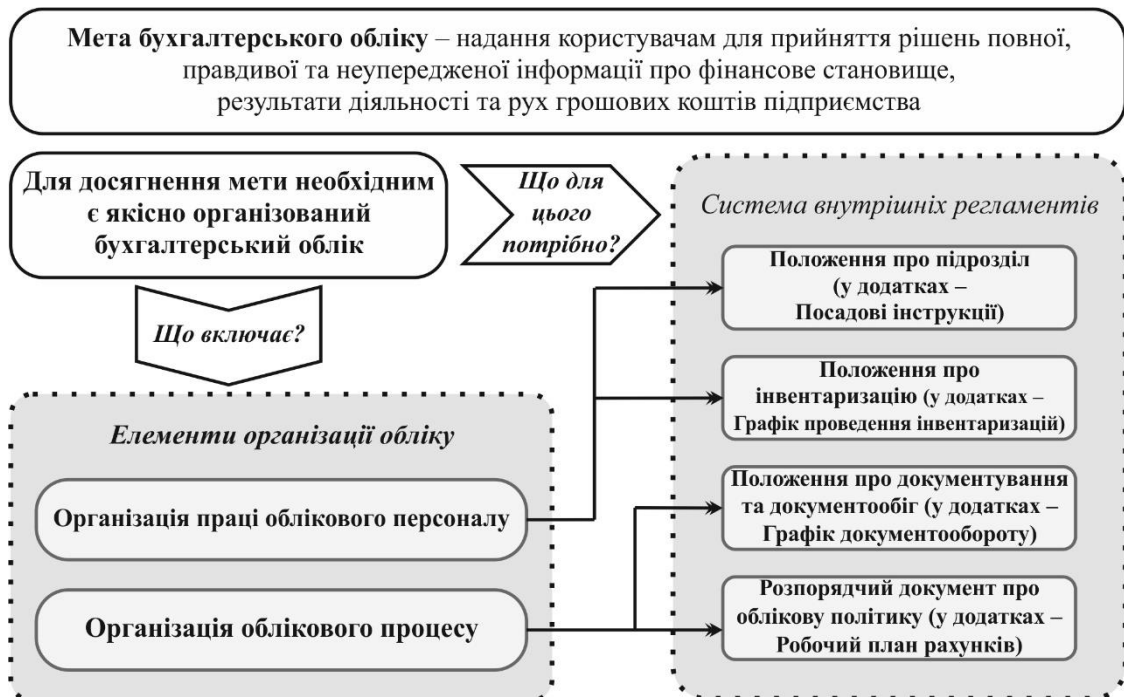 Мета бухгалтерського обліку – надання користувачам для прийняття рішень повної,
правдивої та неупередженої інформації про фінансове становище,
результати діяльності та рух грошових коштів підприємства
Для досягнення мети необхідним
є якісно організований
бухгалтерський облік
Що для
цього
потрібно?
Що включає?
Елементи організації обліку
Організація праці облікового персоналу
Організація облікового процесу
Система внутрішніх регламентів
Положення про підрозділ
(у додатках –
Посадові інструкції)
Положення про
інвентаризацію (у додатках –
Графік проведення інвентаризацій)
Положення про документування
та документообіг (у додатках –
Графік документообороту)
Розпорядчий документ про
облікову політику (у додатках –
Робочий план рахунків)